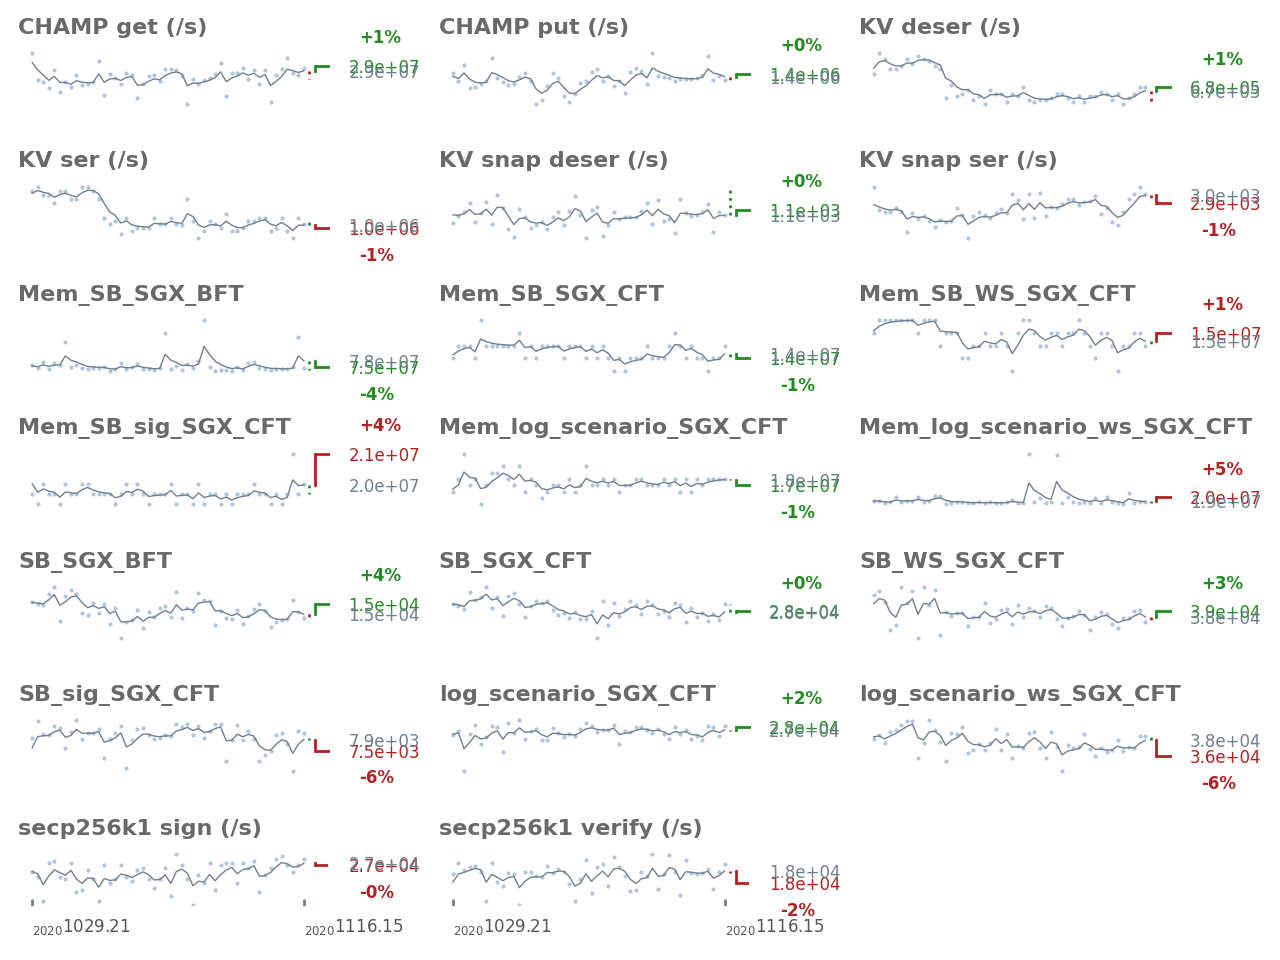 CHAMP get (/s)
+1%
2.9e+07
2.9e+07
CHAMP put (/s)
+0%
1.4e+06
1.4e+06
KV deser (/s)
+1%
6.8e+05
6.7e+05
KV ser (/s)
1.0e+06
1.0e+06
-1%
KV snap deser (/s)
+0%
1.1e+03
1.1e+03
KV snap ser (/s)
3.0e+03
2.9e+03
-1%
Mem_SB_SGX_BFT
7.8e+07
7.5e+07
-4%
Mem_SB_SGX_CFT
1.4e+07
1.4e+07
-1%
Mem_SB_WS_SGX_CFT
+1%
1.5e+07
1.5e+07
Mem_SB_sig_SGX_CFT
+4%
2.1e+07
2.0e+07
Mem_log_scenario_SGX_CFT
1.8e+07
1.7e+07
-1%
Mem_log_scenario_ws_SGX_CFT
+5%
2.0e+07
1.9e+07
SB_SGX_BFT
+4%
1.5e+04
1.5e+04
SB_SGX_CFT
+0%
2.8e+04
2.8e+04
SB_WS_SGX_CFT
+3%
3.9e+04
3.8e+04
SB_sig_SGX_CFT
7.9e+03
7.5e+03
-6%
log_scenario_SGX_CFT
+2%
2.8e+04
2.7e+04
log_scenario_ws_SGX_CFT
3.8e+04
3.6e+04
-6%
secp256k1 sign (/s)
2.7e+04
2.7e+04
-0%
20201029.21
20201116.15
secp256k1 verify (/s)
1.8e+04
1.8e+04
-2%
20201029.21
20201116.15